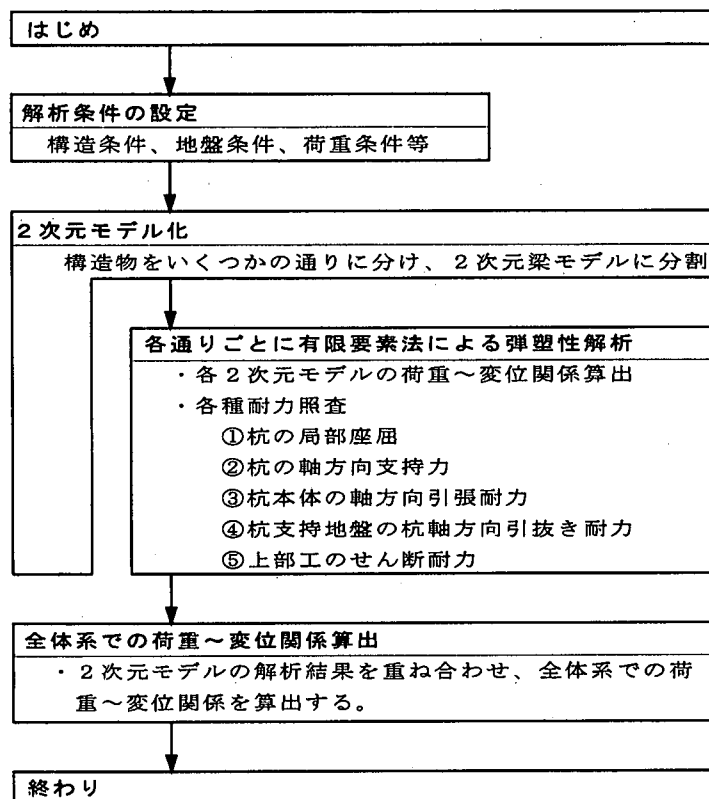 はじめ
解析条件の設定
構造条件、地盤条件、荷重条件等
2次元モデル化
構造物をいくつかの通りに分け、2次元梁モデルに分割
各通りごとに有限要素法による弾塑性解析
・各2次元モデルの荷重～変位関係算出
・各種耐力照査
①杭の局部座屈
②杭の軸方向支持力
③杭本体の軸方向引張耐力
④杭支持地盤の杭軸方向引抜き耐力
⑤上部工のせん断耐力
全体系での荷重～変位関係算出
・2次元モデルの解析結果を重ね合わせ、全体系での荷
重～変位関係を算出する。
終わり